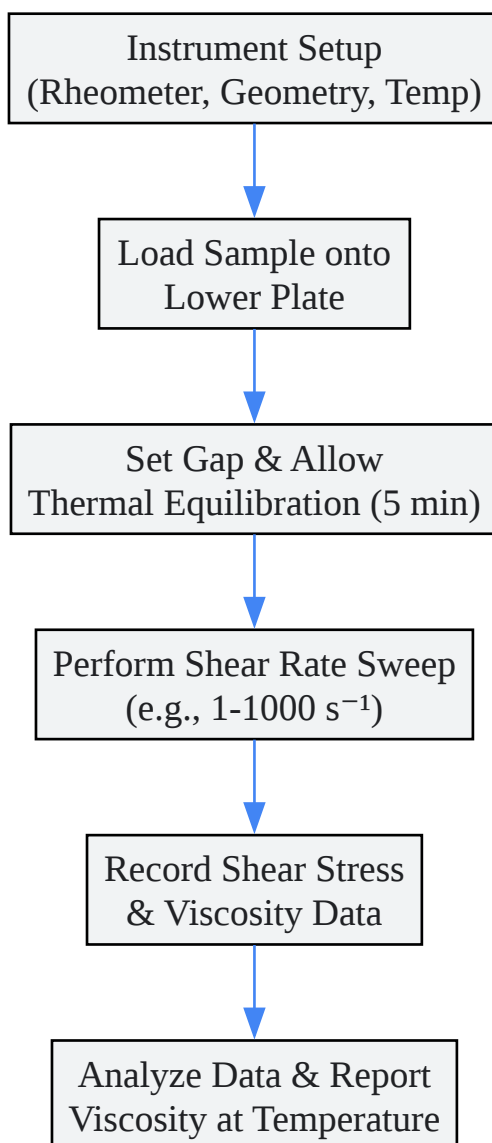 Instrument Setup
(Rheometer, Geometry, Temp)
Load Sample onto
Lower Plate
Set Gap & Allow
Thermal Equilibration (5 min)
Perform Shear Rate Sweep
(e.g., 1-1000 s⁻¹)
Record Shear Stress
& Viscosity Data
Analyze Data & Report
Viscosity at Temperature